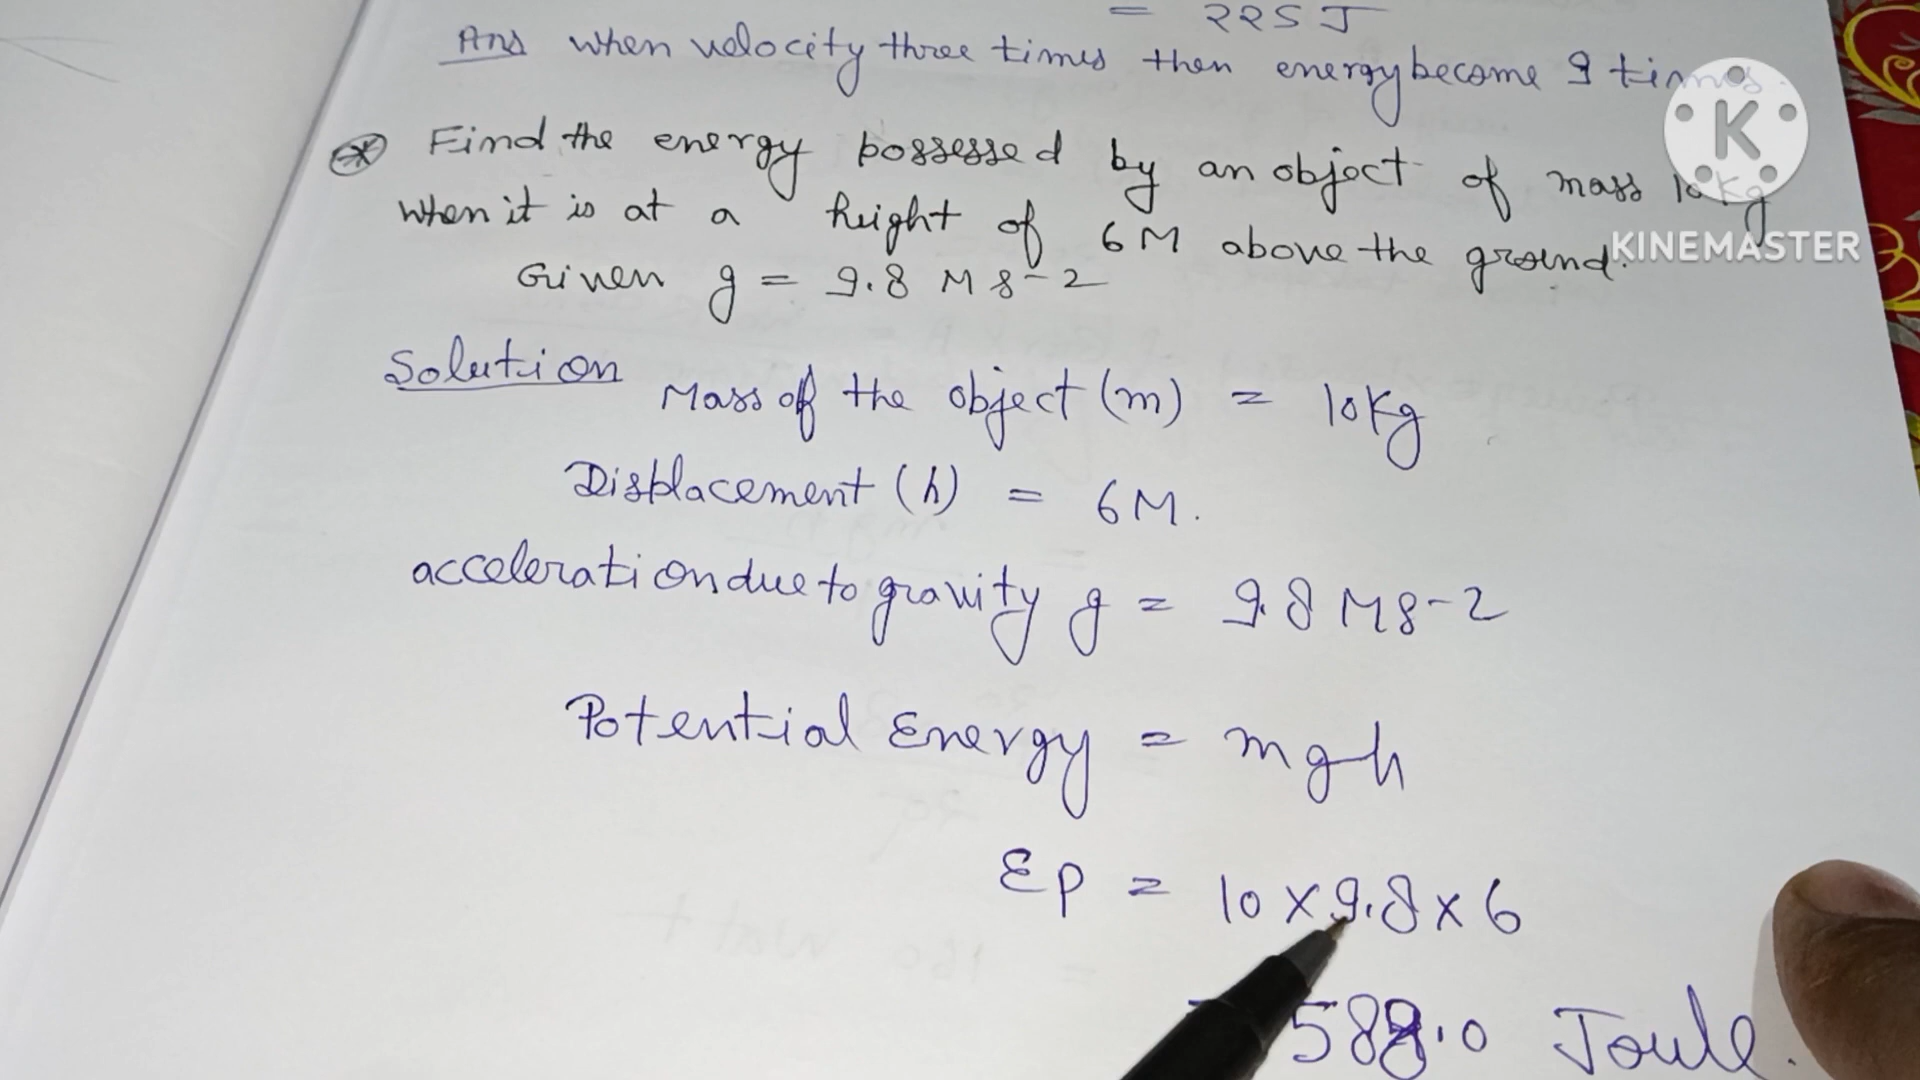 = 225 J
Ans when velocity three times then energy become 9 times.
Find the energy possessed by an object of mass 10 Kg
when it is at a height of 6 M above the ground.
Given g = 9.8 M s-2
Solution
Mass of the object (m) = 10 Kg
Displacement (h) = 6 M.
acceleration due to gravity g = 9.8 M s-2
Potential Energy = mgh
Ep = 10 x 9.8 x 6
588.0 Joule.
K
KINEMASTER